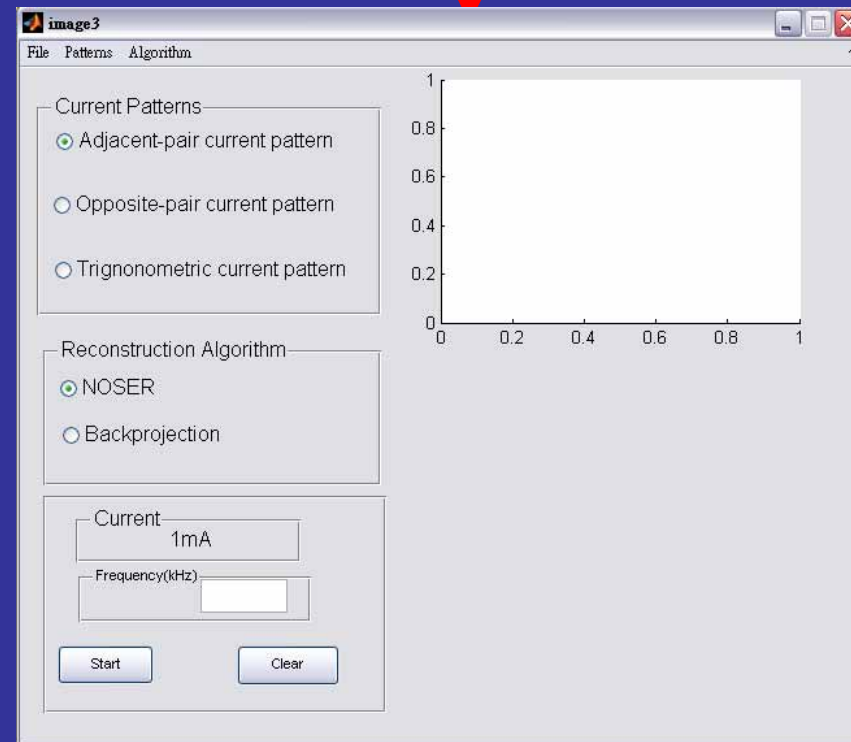 image3
File Patterns Algorithm
Current Patterns
Adjacent-pair current pattern
Opposite-pair current pattern
Trignonometric current pattern
Reconstruction Algorithm
NOSER
Backprojection
Current
1mA
Frequency(kHz)
Start Clear
1
0.8
0.6
0.4
0.2
0
0 0.2 0.4 0.6 0.8 1